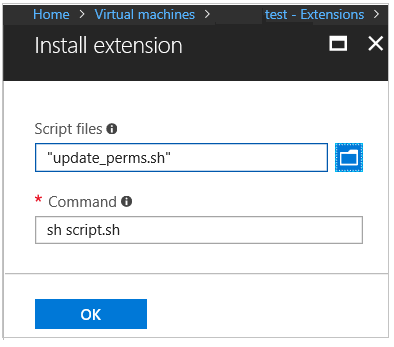 Home > Virtual machines > test - Extensions >
Install extension
Script files
"update_perms.sh"
* Command
sh script.sh
OK